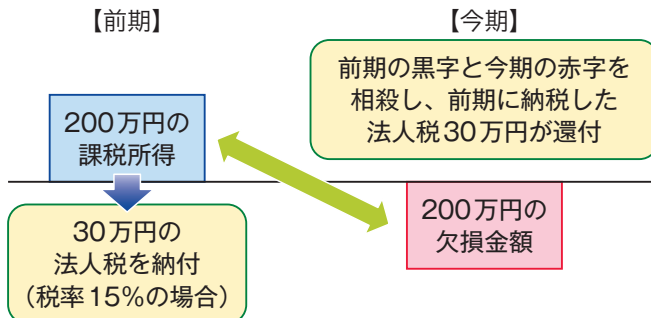 【前期】
200万円の
課税所得
30万円の
法人税を納付
（税率15%の場合）
【今期】
前期の黒字と今期の赤字を
相殺し、前期に納税した
法人税30万円が還付
200万円の
欠損金額